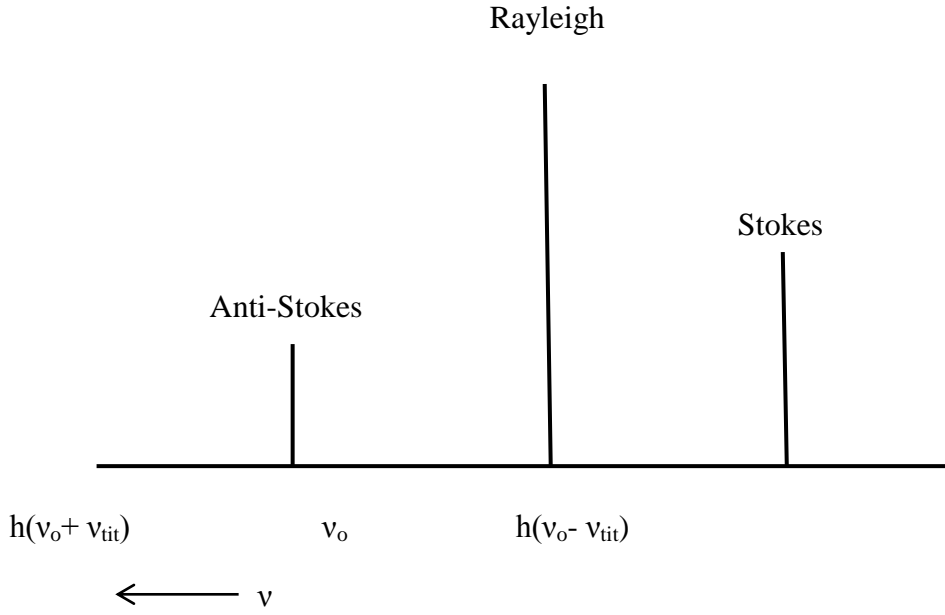 Rayleigh
Stokes
Anti-Stokes
h(νₒ+ νₜᵢₜ) νₒ h(νₒ- νₜᵢₜ)
ν